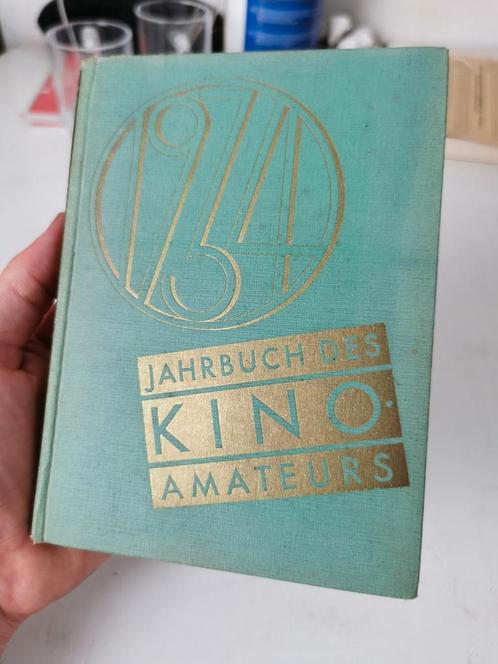 1934
JAHRBUCH DES
KINO-
AMATEURS